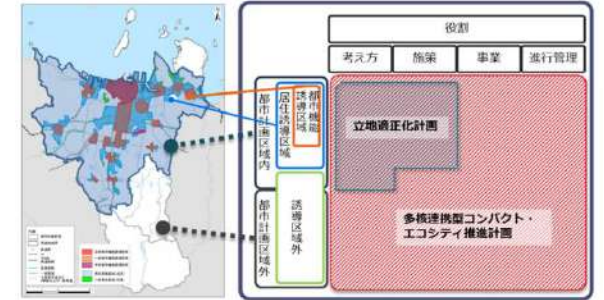 役割
考え方
施策
事業
進行管理
都市計画区域内
居住誘導区域
都市機能
誘導区域
立地適正化計画
都市計画区域外
誘導区域外
多核連携型コンパクト・
エコシティ推進計画